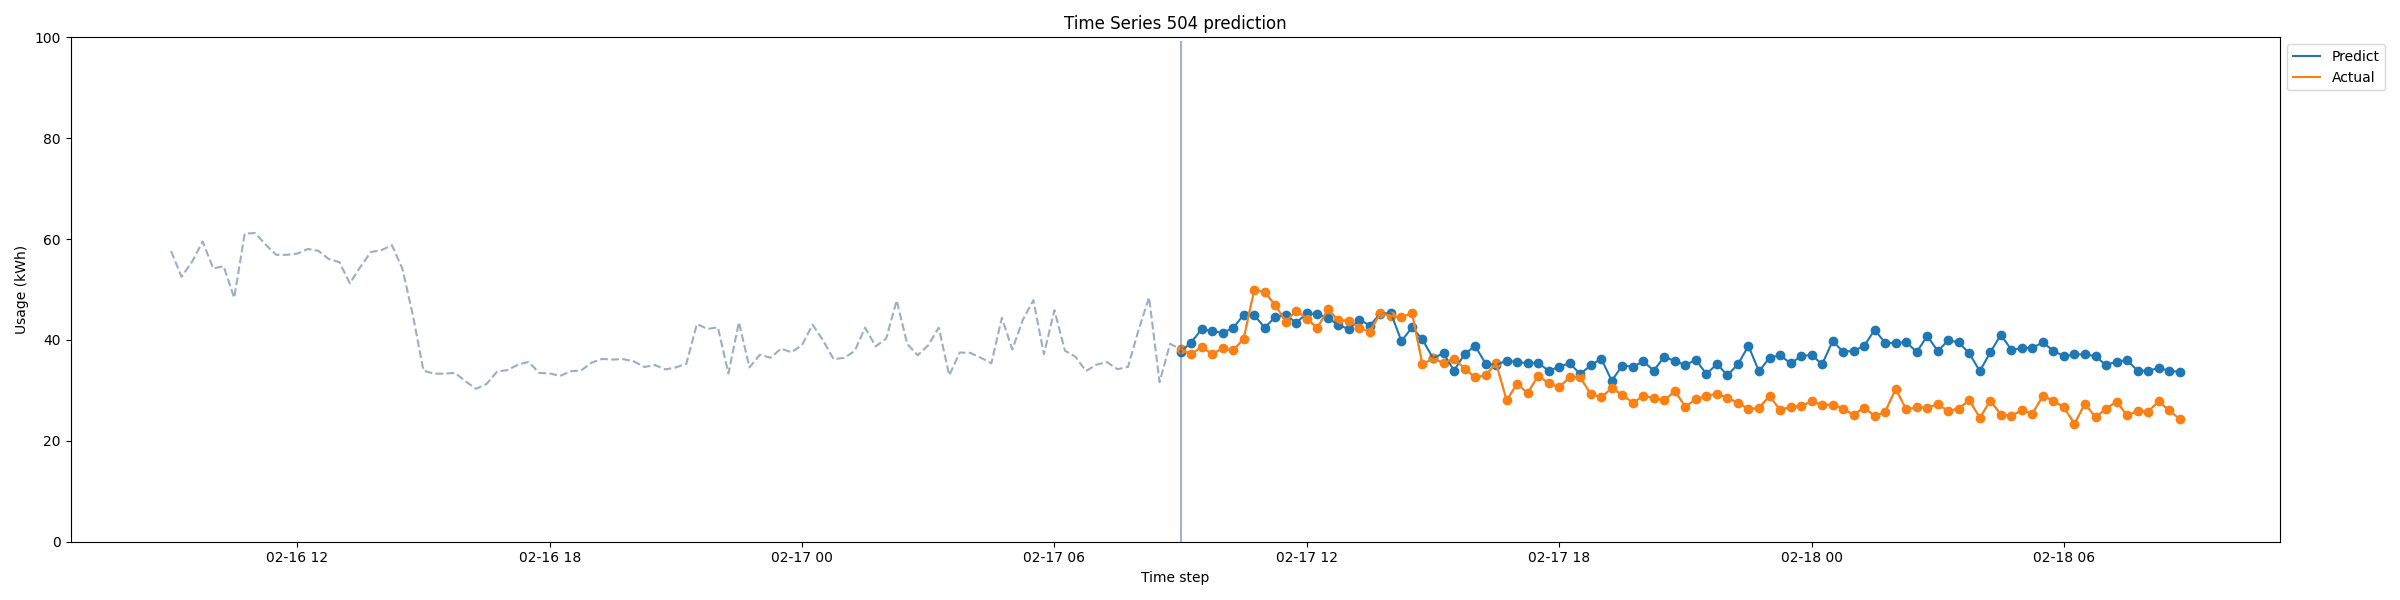 Time Series 504 prediction
100
80
60
40
20
0
Usage (kWh)
02-16 12
02-16 18
02-17 00
02-17 06
02-17 12
02-17 18
02-18 00
02-18 06
Time step
Predict
Actual